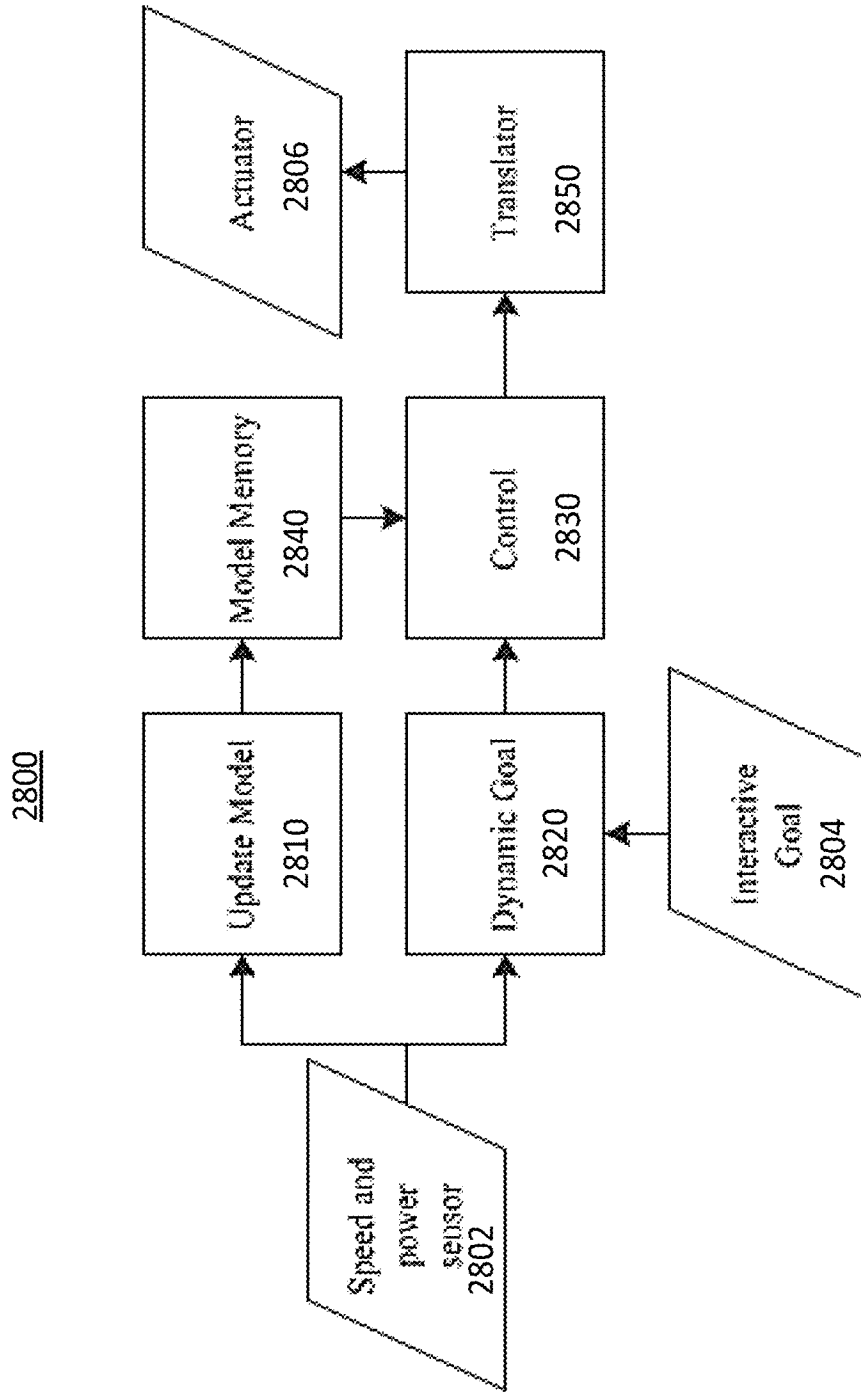 2800
Speed and
power
sensor
2802
Update Model
2810
Model Memory
2840
Actuator
2806
Dynamic Goal
2820
Control
2830
Translator
2850
Interactive
Goal
2804